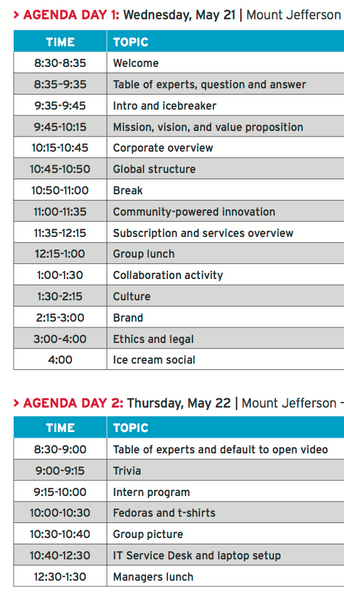 > AGENDA DAY 1: Wednesday, May 21 | Mount Jefferson
TIME TOPIC
8:30-8:35 Welcome
8:35-9:35 Table of experts, question and answer
9:35-9:45 Intro and icebreaker
9:45-10:15 Mission, vision, and value proposition
10:15-10:45 Corporate overview
10:45-10:50 Global structure
10:50-11:00 Break
11:00-11:35 Community-powered innovation
11:35-12:15 Subscription and services overview
12:15-1:00 Group lunch
1:00-1:30 Collaboration activity
1:30-2:15 Culture
2:15-3:00 Brand
3:00-4:00 Ethics and legal
4:00 Ice cream social
> AGENDA DAY 2: Thursday, May 22 | Mount Jefferson -
TIME TOPIC
8:30-9:00 Table of experts and default to open video
9:00-9:15 Trivia
9:15-10:00 Intern program
10:00-10:30 Fedoras and t-shirts
10:30-10:40 Group picture
10:40-12:30 IT Service Desk and laptop setup
12:30-1:30 Managers lunch